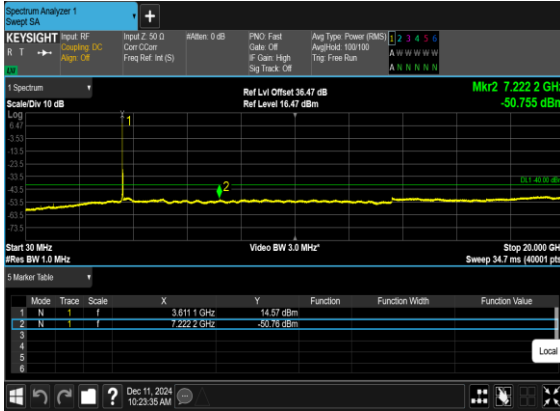 Spectrum Analyzer 1
Swept SA
+
KEYSIGHT Input: RF Input Z: 50 Ω #Atten: 0 dB PNO: Fast Avg Type: Power (RMS) 1 2 3 4 5 6
R T Coupling: DC Corr CCorr Gate: Off Avg|Hold: 100/100 A W W W W W
Align: Off Freq Ref: Int (S) IF Gain: High Trig: Free Run
Sig Track: Off A N N N N N
1 Spectrum Ref Lvl Offset 36.47 dB Mkr2 7.222 2 GHz
Scale/Div 10 dB Ref Level 16.47 dBm -50.755 dBm
Log
6.47
-3.53
-13.5
-23.5
-33.5
-43.5
-53.5
-63.5
-73.5
1
2
DL1 -40.00 dBm
Start 30 MHz Video BW 3.0 MHz* Stop 20.000 GHz
#Res BW 1.0 MHz Sweep 34.7 ms (40001 pts)
5 Marker Table
Mode Trace Scale X Y Function Function Width Function Value
1 N 1 f 3.611 1 GHz 14.57 dBm
2 N 1 f 7.222 2 GHz -50.76 dBm
3
4
5
6
Local
? Dec 11, 2024
10:23:35 AM